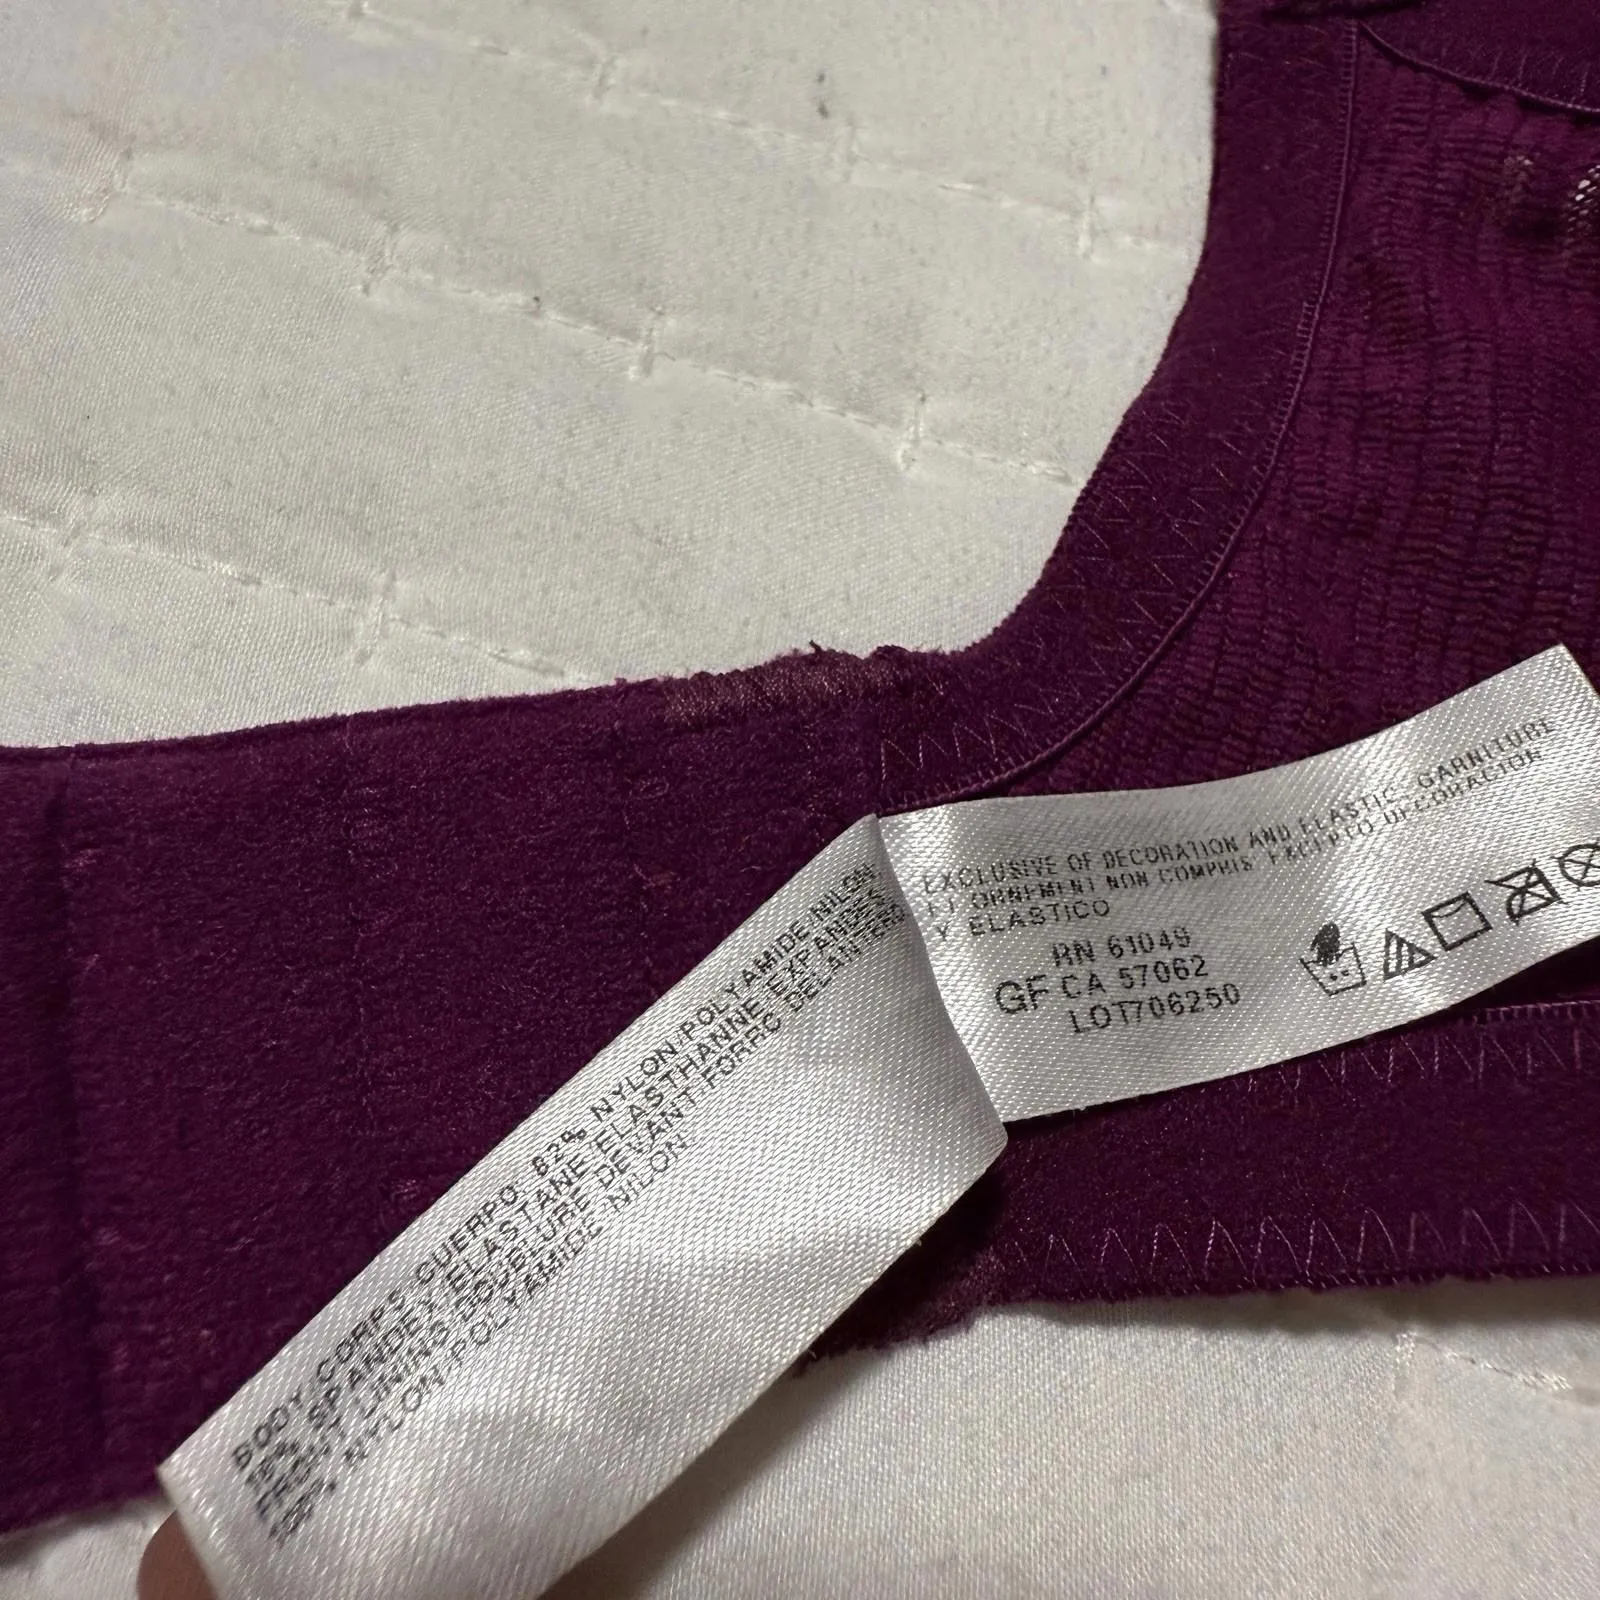 BODY/CORPS/CUERPO: 82% NYLON/POLYAMIDE/NILON
18% SPANDEX/ELASTANE/ELASTHANNE/EXPANDEX
FRONT LINING/DOUBLURE DEVANT/FORRO DELANTERO
100% NYLON/POLYAMIDE/NILON
EXCLUSIVE OF DECORATION AND ELASTIC GARNITURE
ET ORNEMENT NON COMPRIS EXCEPTO DECORACION
Y ELASTICO
RN 61049
GF CA 57062
LOT706250